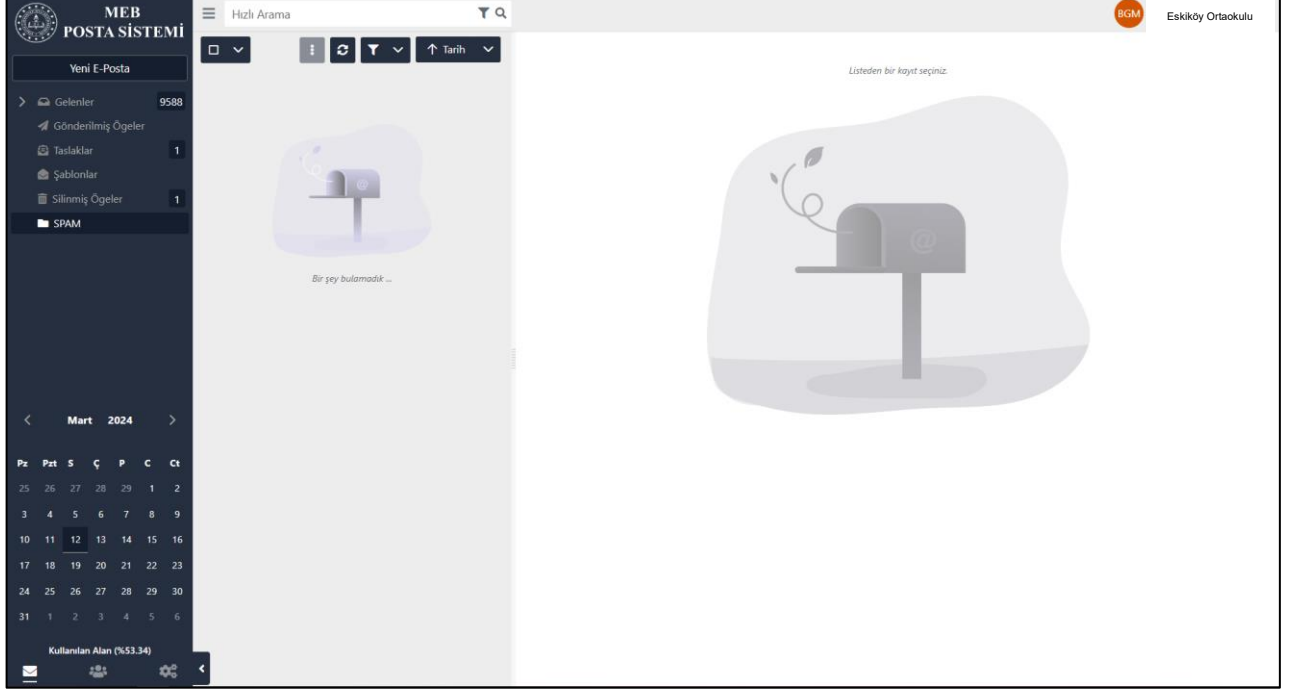 MEB
POSTA SİSTEMİ
Yeni E-Posta
Gelenler 9588
Gönderilmiş Ögeler
Taslaklar 1
Şablonlar
Silinmiş Ögeler 1
SPAM
Mart 2024
Pz Pzt S Ç P C Ct
25 26 27 28 29 1 2
3 4 5 6 7 8 9
10 11 12 13 14 15 16
17 18 19 20 21 22 23
24 25 26 27 28 29 30
31 1 2 3 4 5 6
Kullanılan Alan (%53.34)
Hızlı Arama
Tarih
Bir şey bulamadık ...
BGM Eskiköy Ortaokulu
Listeden bir kayıt seçiniz.
@
@